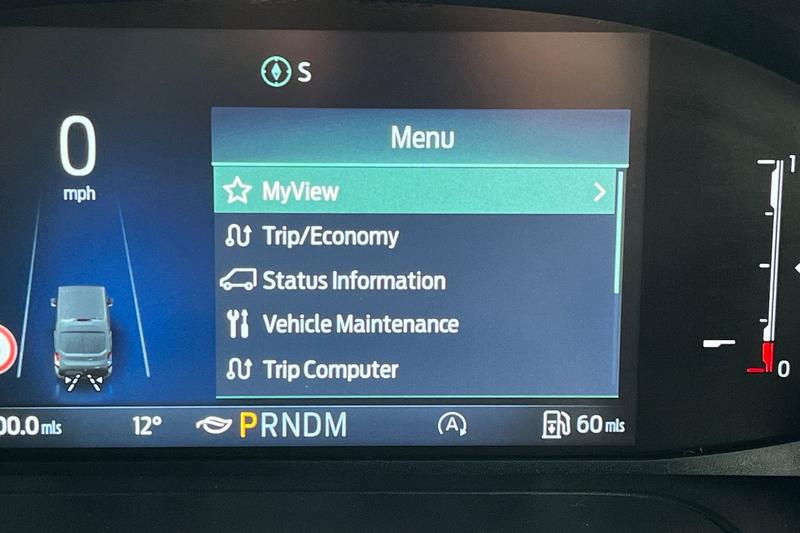 S
Menu
0
mph
MyView
Trip/Economy
Status Information
Vehicle Maintenance
Trip Computer
1
0
00.0 mls
12°
PRNDM
A
60 mls